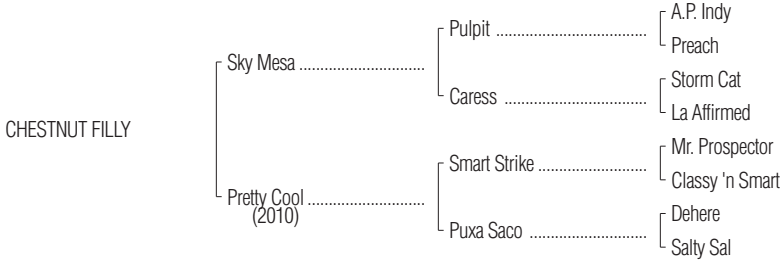 A.P. Indy
Pulpit ......................................
Preach
Sky Mesa ................................
Storm Cat
Caress ....................................
La Affirmed
CHESTNUT FILLY
Mr. Prospector
Smart Strike ............................
Classy 'n Smart
Pretty Cool ..............................
(2010)
Dehere
Puxa Saco ..............................
Salty Sal